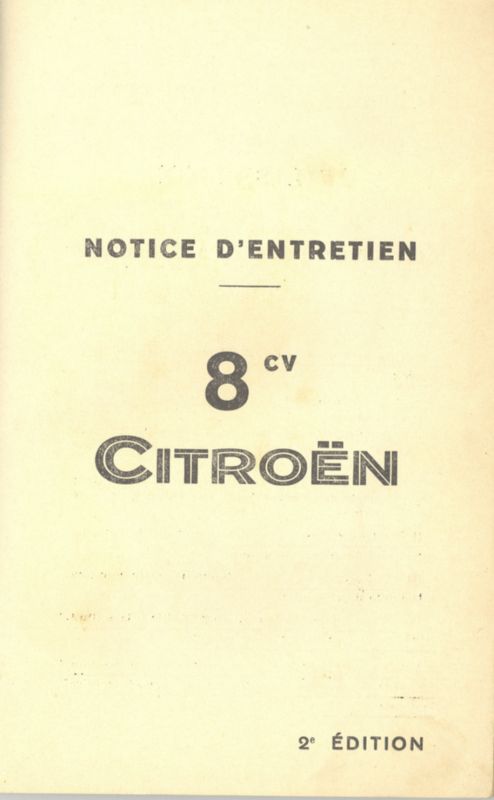 NOTICE D'ENTRETIEN
8 CV
CITROËN
2e ÉDITION